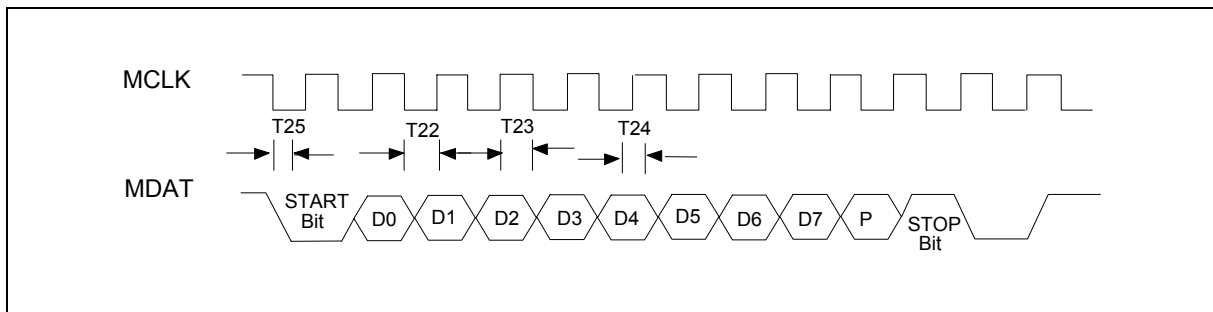 MCLK
T25
T22
T23
T24
MDAT
START
Bit
D0
D1
D2
D3
D4
D5
D6
D7
P
STOP
Bit